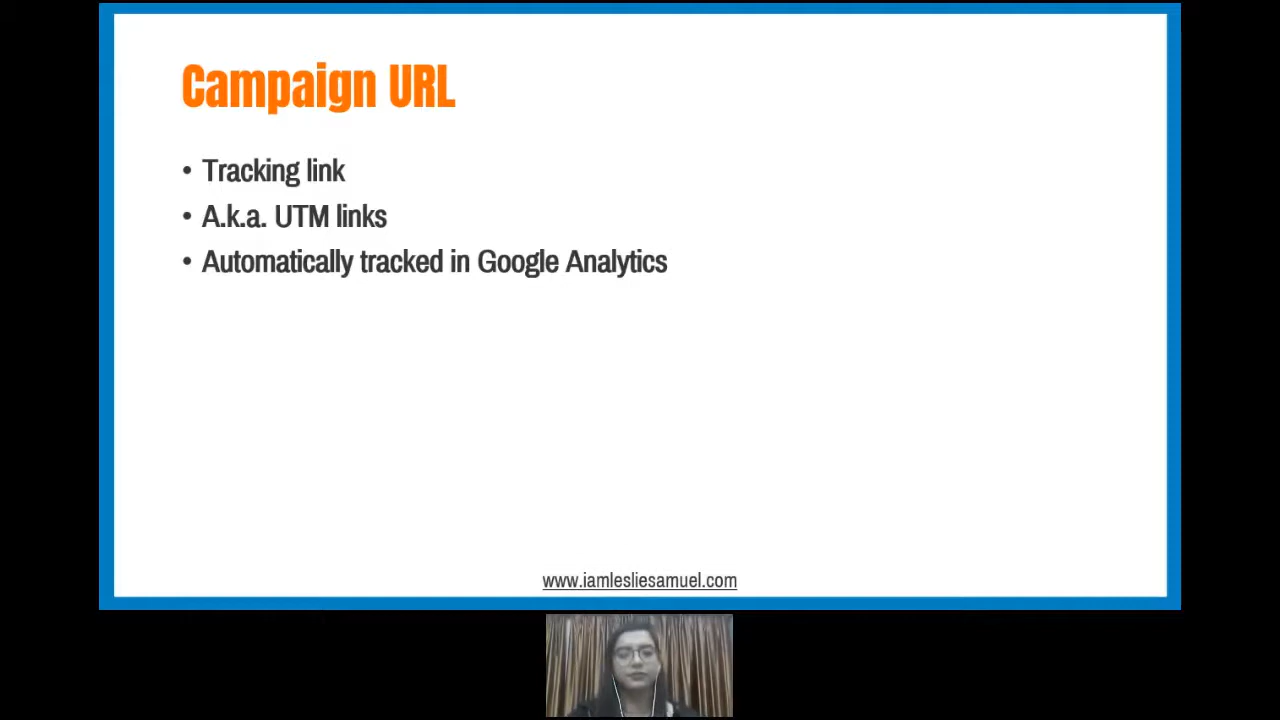 Campaign URL
• Tracking link
• A.k.a. UTM links
• Automatically tracked in Google Analytics
www.iamlesliesamuel.com